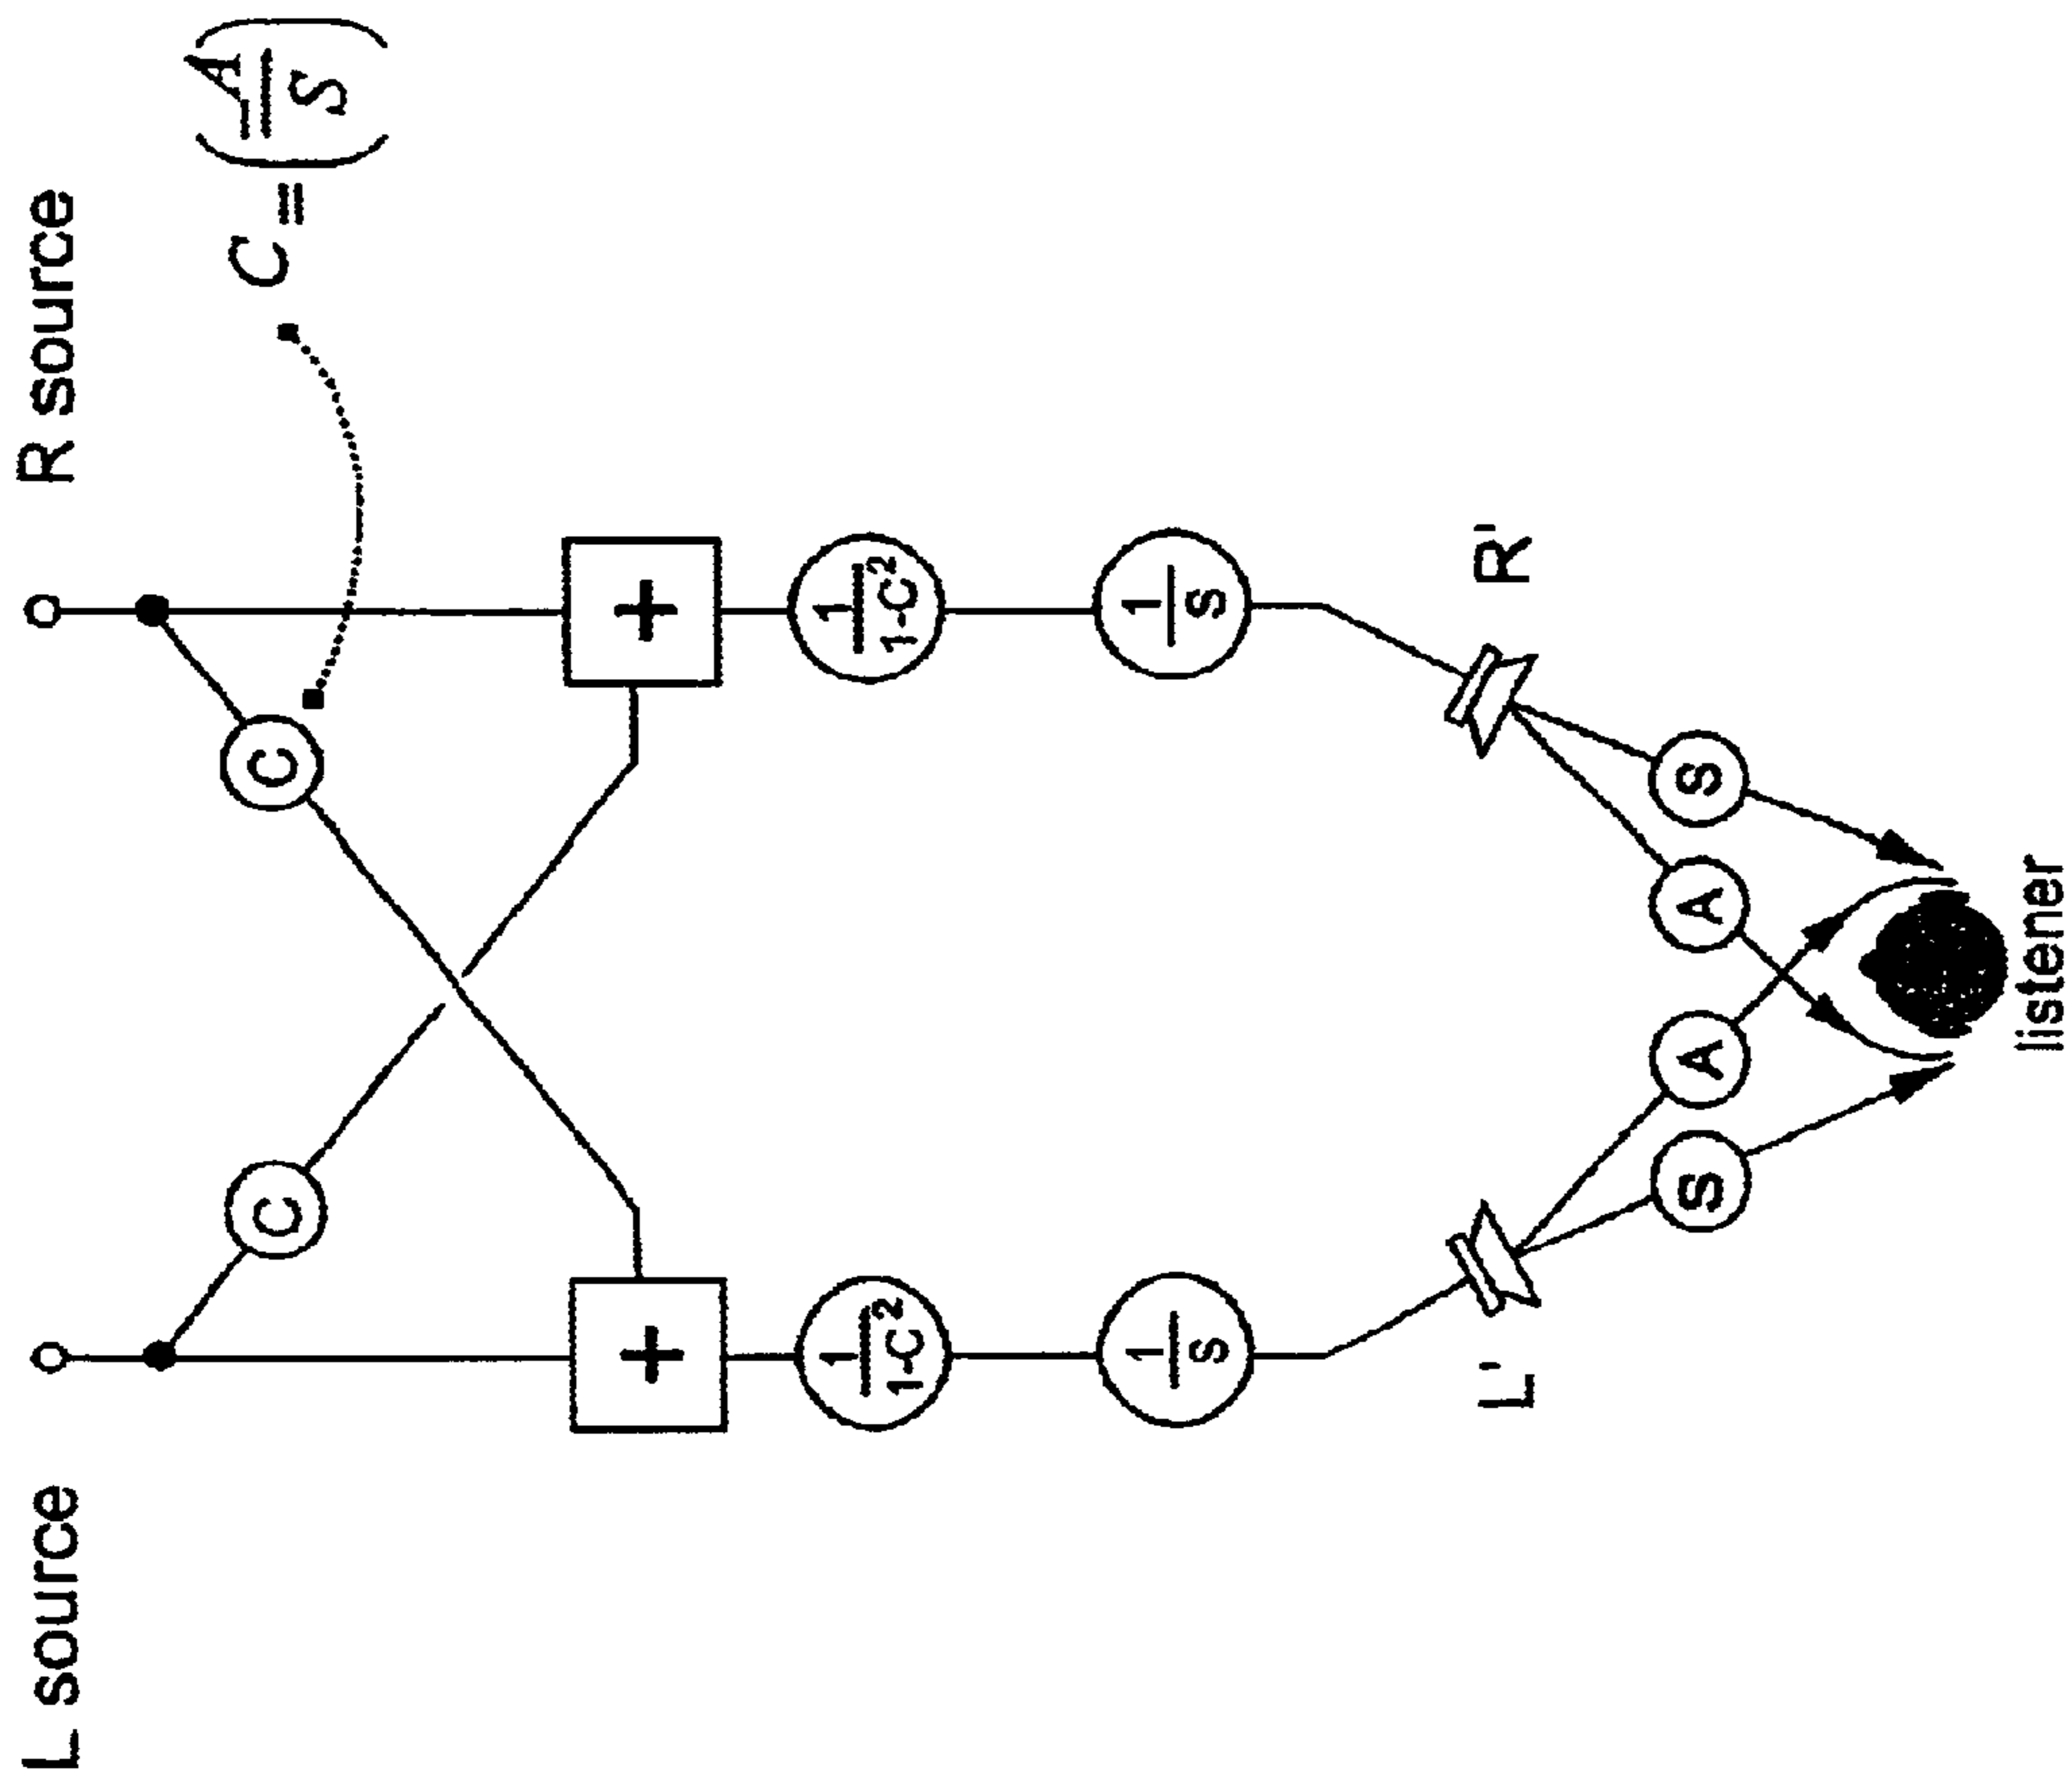 L source
R source
C = (-A/S)
C
C
+
+
1/1-C²
1/1-C²
1/S
1/S
L'
R'
S
A
A
S
listener